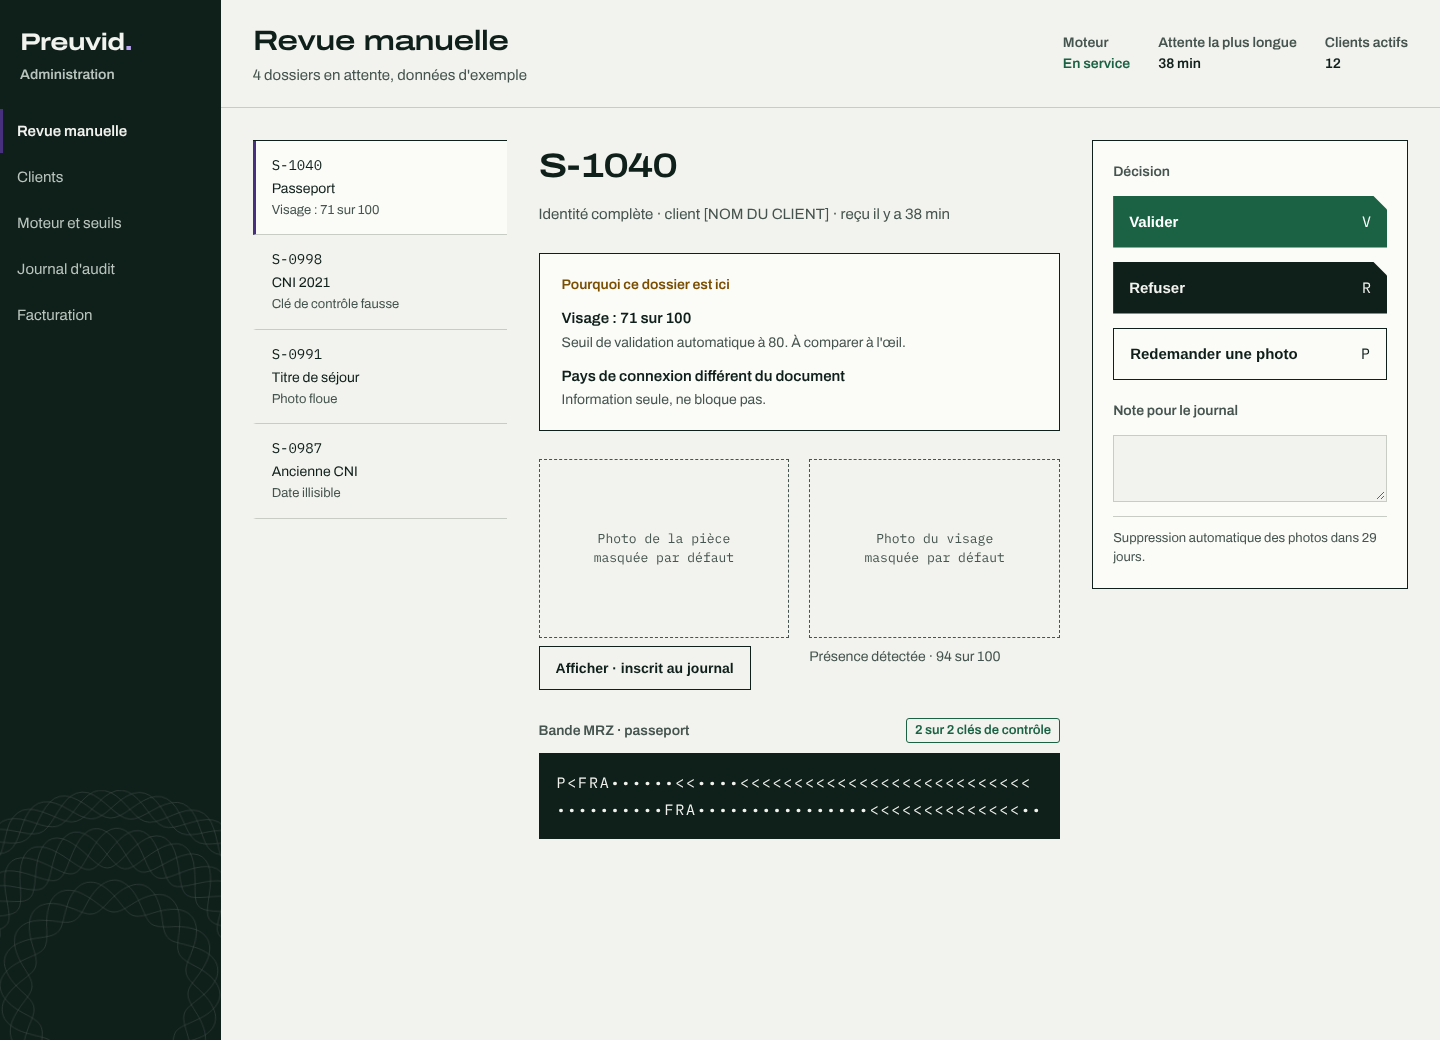 Preuvid.
Administration
Revue manuelle
Clients
Moteur et seuils
Journal d'audit
Facturation
Revue manuelle
4 dossiers en attente, données d'exemple
Moteur
En service
Attente la plus longue
38 min
Clients actifs
12
S-1040
Passeport
Visage : 71 sur 100
S-0998
CNI 2021
Clé de contrôle fausse
S-0991
Titre de séjour
Photo floue
S-0987
Ancienne CNI
Date illisible
S-1040
Identité complète · client [NOM DU CLIENT] · reçu il y a 38 min
Pourquoi ce dossier est ici
Visage : 71 sur 100
Seuil de validation automatique à 80. À comparer à l'œil.
Pays de connexion différent du document
Information seule, ne bloque pas.
Photo de la pièce
masquée par défaut
Photo du visage
masquée par défaut
Afficher · inscrit au journal
Présence détectée · 94 sur 100
Bande MRZ · passeport
2 sur 2 clés de contrôle
P<FRA••••••<<••••<<<<<<<<<<<<<<<<<<<<<<<<<<<
••••••••••FRA••••••••••••••••<<<<<<<<<<<<<<••
Décision
Valider V
Refuser R
Redemander une photo P
Note pour le journal
Suppression automatique des photos dans 29
jours.